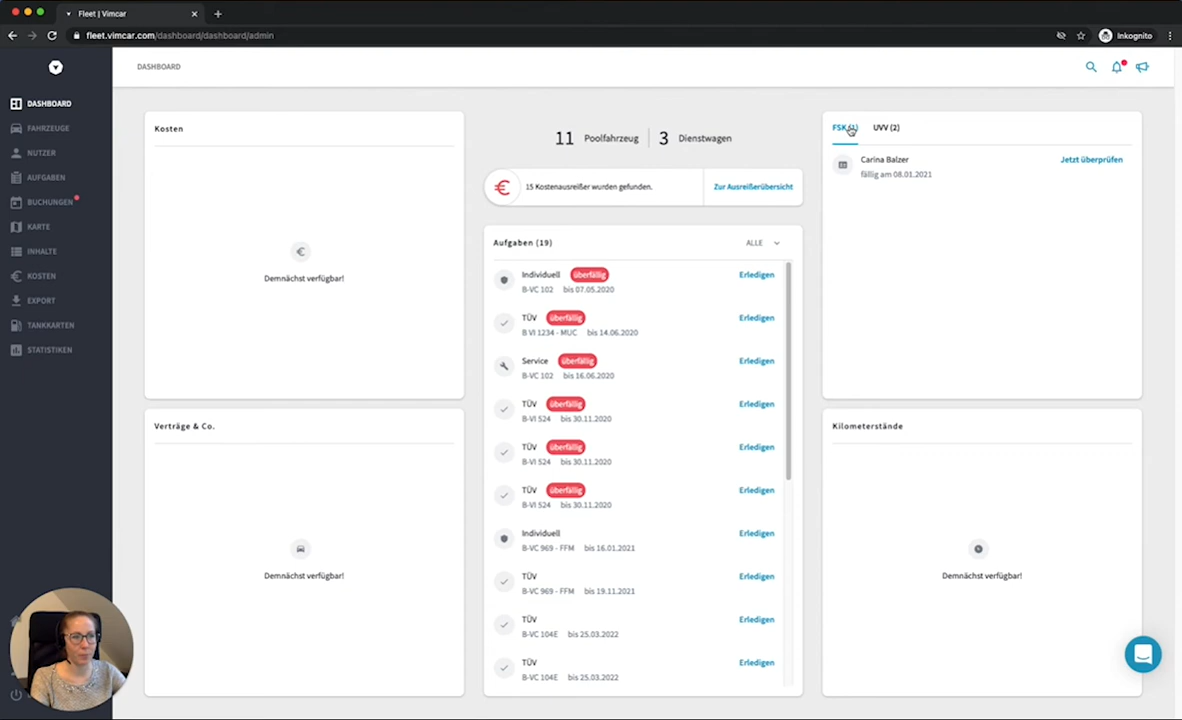 Fleet | Vimcar
fleet.vimcar.com/dashboard/dashboard/admin
Inkognito
DASHBOARD
FAHRZEUGE
NUTZER
AUFGABEN
BUCHUNGEN
KARTE
INHALTE
KOSTEN
EXPORT
TANKKARTEN
STATISTIKEN
DASHBOARD
Kosten
Demnächst verfügbar!
Verträge & Co.
Demnächst verfügbar!
11 Poolfahrzeug 3 Dienstwagen
15 Kostenausreißer wurden gefunden. Zur Ausreißerübersicht
Aufgaben (19) ALLE
Individuell überfällig Erledigen
B-VC 102 bis 07.05.2020
TÜV überfällig Erledigen
B VI 1234 - MUC bis 14.06.2020
Service überfällig Erledigen
B-VC 102 bis 16.06.2020
TÜV überfällig Erledigen
B-VI 524 bis 30.11.2020
TÜV überfällig Erledigen
B-VI 524 bis 30.11.2020
TÜV überfällig Erledigen
B-VI 524 bis 30.11.2020
Individuell Erledigen
B-VC 969 - FFM bis 16.01.2021
TÜV Erledigen
B-VC 969 - FFM bis 19.11.2021
TÜV Erledigen
B-VC 104E bis 25.03.2022
TÜV Erledigen
B-VC 104E bis 25.03.2022
FSK (1) UVV (2)
Carina Balzer Jetzt überprüfen
fällig am 08.01.2021
Kilometerstände
Demnächst verfügbar!